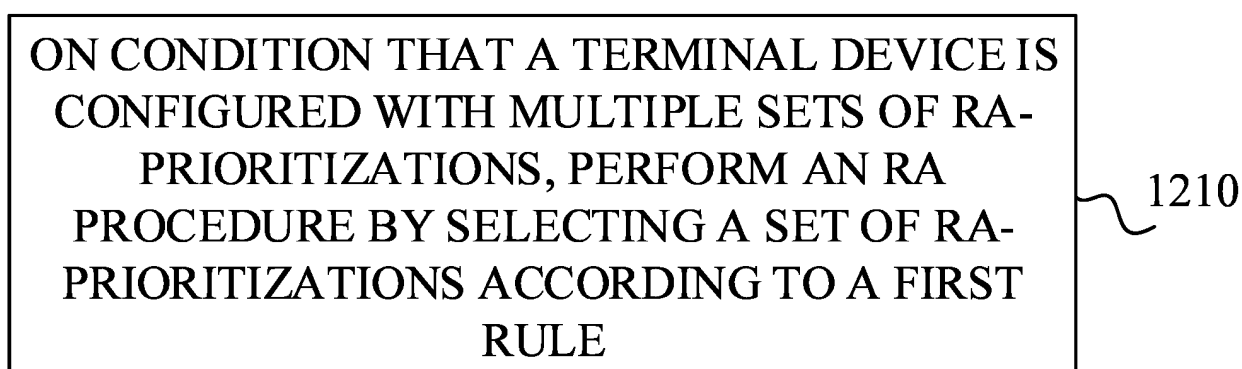 ON CONDITION THAT A TERMINAL DEVICE IS
CONFIGURED WITH MULTIPLE SETS OF RA-
PRIORITIZATIONS, PERFORM AN RA
PROCEDURE BY SELECTING A SET OF RA-
PRIORITIZATIONS ACCORDING TO A FIRST
RULE
1210